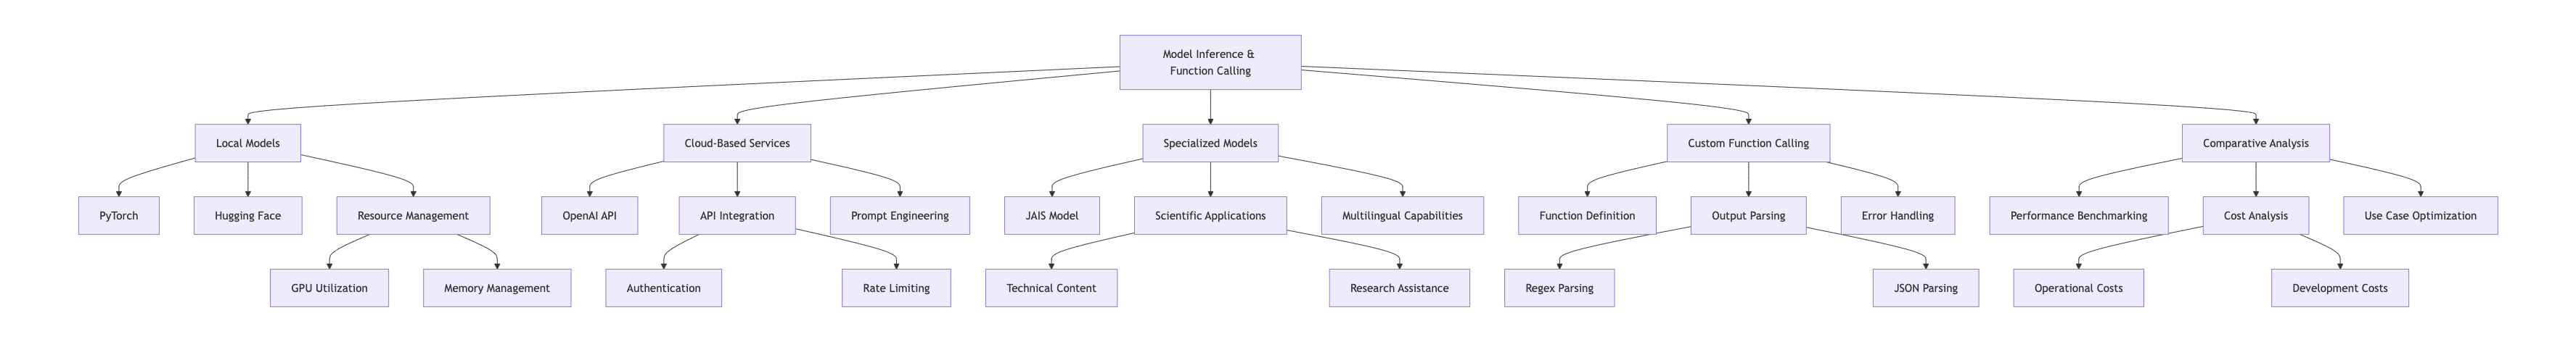 Model Inference &
Function Calling
Local Models
Cloud-Based Services
Specialized Models
Custom Function Calling
Comparative Analysis
PyTorch
Hugging Face
Resource Management
OpenAI API
API Integration
Prompt Engineering
JAIS Model
Scientific Applications
Multilingual Capabilities
Function Definition
Output Parsing
Error Handling
Performance Benchmarking
Cost Analysis
Use Case Optimization
GPU Utilization
Memory Management
Authentication
Rate Limiting
Technical Content
Research Assistance
Regex Parsing
JSON Parsing
Operational Costs
Development Costs